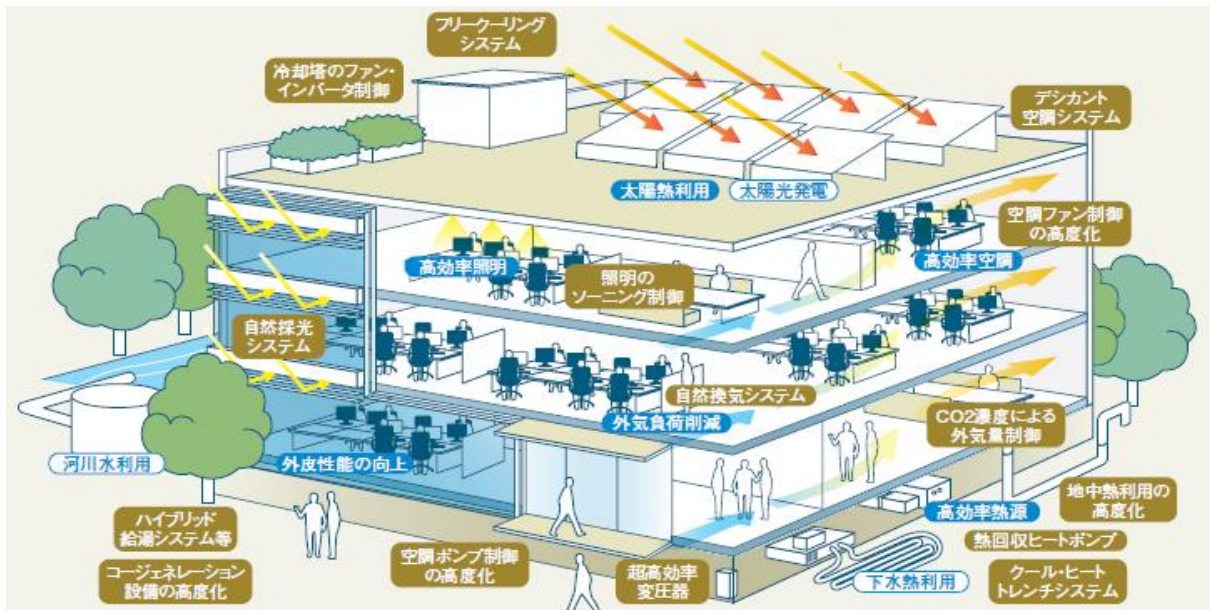 フリークーリング
システム
冷却塔のファン・
インバータ制御
デシカント
空調システム
太陽熱利用
太陽光発電
空調ファン制御
の高度化
高効率照明
高効率空調
照明の
ゾーニング制御
自然採光
システム
自然換気システム
外気負荷削減
CO2濃度による
外気量制御
河川水利用
外皮性能の向上
地中熱利用の
高度化
高効率熱源
ハイブリッド
給湯システム等
熱回収ヒートポンプ
空調ポンプ制御
の高度化
超高効率
変圧器
コージェネレーション
設備の高度化
下水熱利用
クール・ヒート
トレンチシステム